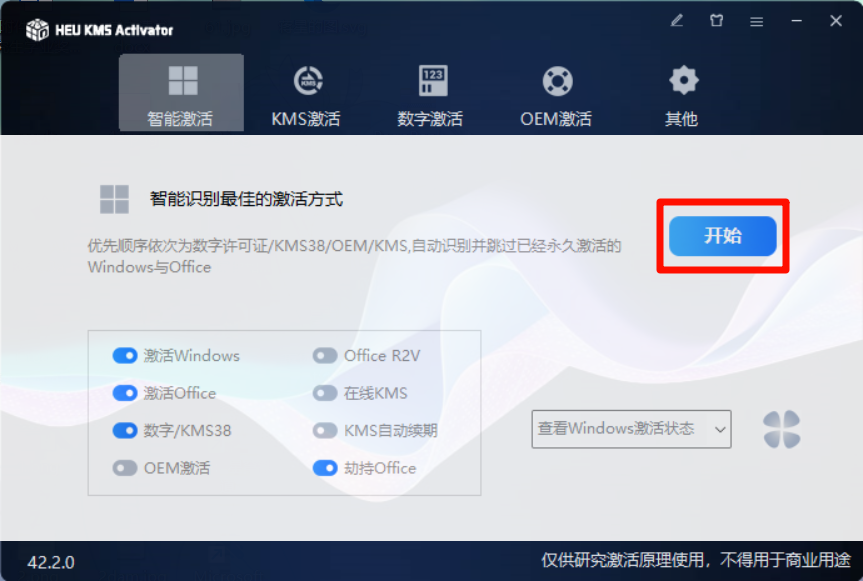 HEU KMS Activator
智能激活
KMS激活
123
数字激活
OEM激活
其他
智能识别最佳的激活方式
优先顺序依次为数字许可证/KMS38/OEM/KMS,自动识别并跳过已经永久激活的
Windows与Office
开始
激活Windows
Office R2V
激活Office
在线KMS
数字/KMS38
KMS自动续期
OEM激活
劫持Office
查看Windows激活状态
42.2.0
仅供研究激活原理使用，不得用于商业用途